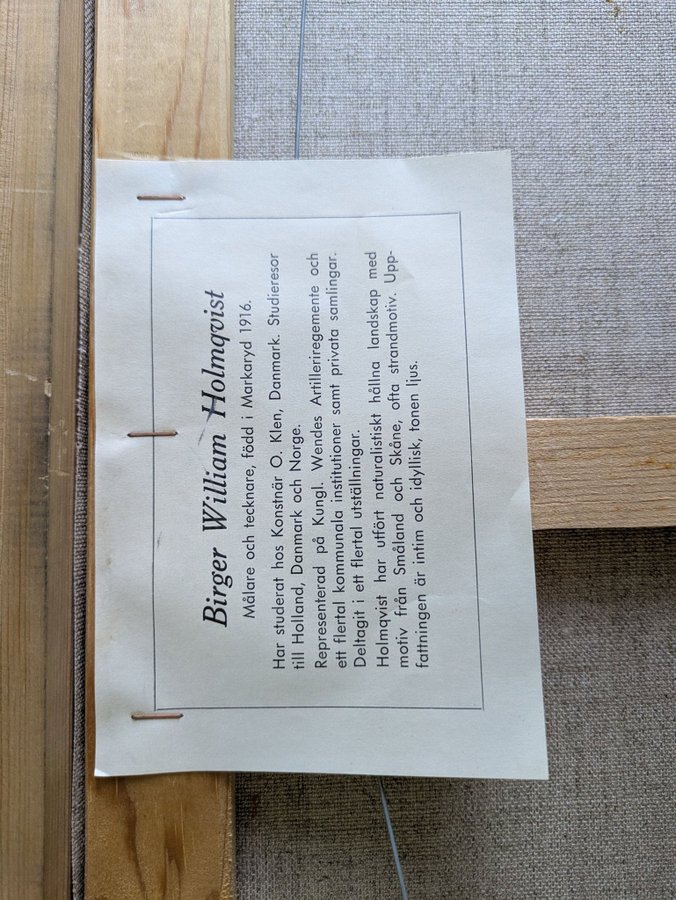 Birger William Holmqvist
Målare och tecknare, född i Markaryd 1916.
Har studerat hos Konstnär O. Klen, Danmark. Studieresor
till Holland, Danmark och Norge.
Representerad på Kungl. Wendes Artilleriregemente och
ett flertal kommunala institutioner samt privata samlingar.
Deltagit i ett flertal utställningar.
Holmqvist har utfört naturalistiskt hållna landskap med
motiv från Småland och Skåne, ofta strandmotiv. Upp-
fattningen är intim och idyllisk, tonen ljus.